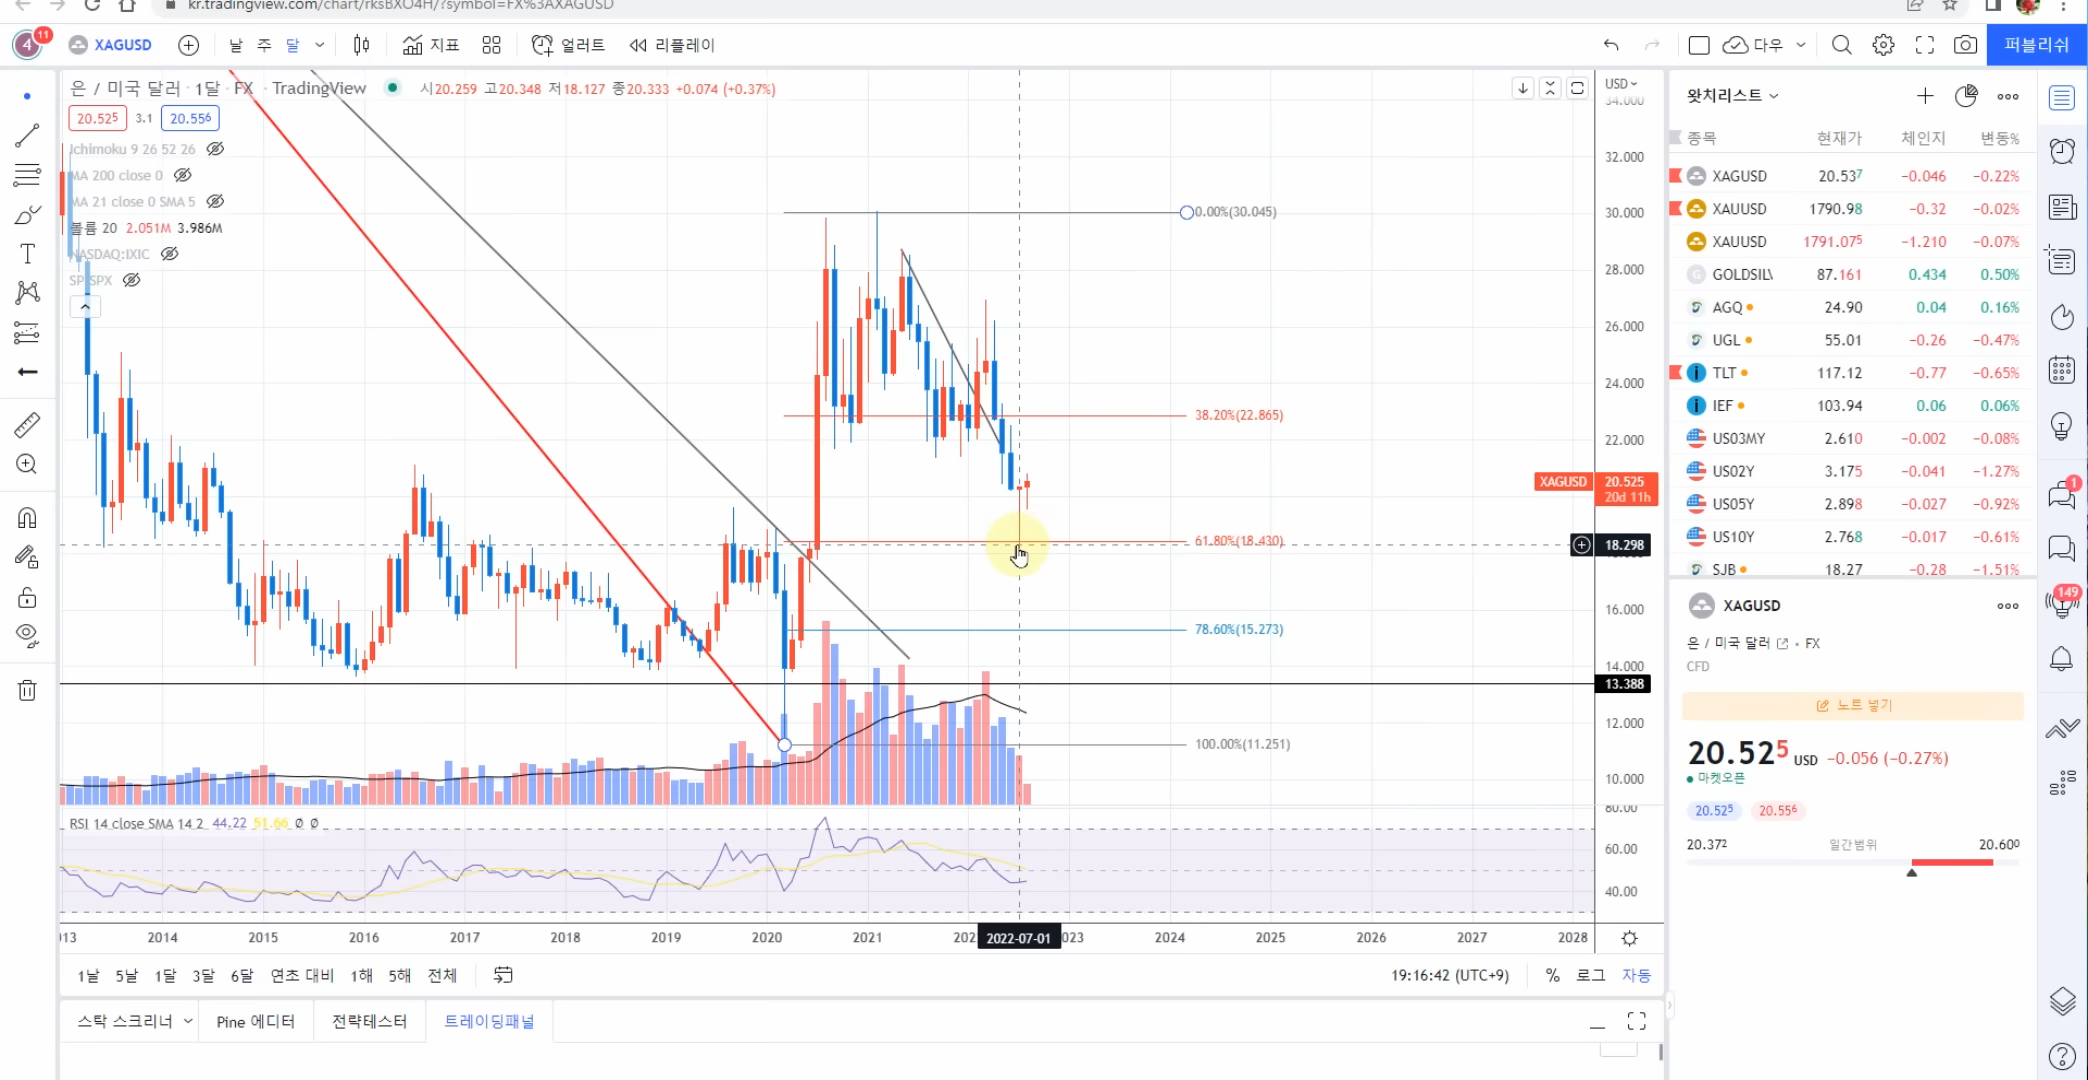 kr.tradingview.com/chart/rksBXO4H/?symbol=FX%3AXAGUSD
4 11 XAGUSD 날 주 달 지표 얼러트 리플레이 다우 퍼블리쉬
은 / 미국 달러 · 1달 · FX · TradingView 시20.259 고20.348 저18.127 종20.333 +0.074 (+0.37%)
20.525 3.1 20.556
Ichimoku 9 26 52 26
MA 200 close 0
MA 21 close 0 SMA 5
볼륨 20 2.051M 3.986M
NASDAQ:IXIC
SP:SPX
USD
34.000
32.000
30.000
28.000
26.000
24.000
22.000
XAGUSD 20.525
20d 11h
18.298
16.000
14.000
13.388
12.000
10.000
80.00
60.00
40.00
0.00%(30.045)
38.20%(22.865)
61.80%(18.430)
78.60%(15.273)
100.00%(11.251)
RSI 14 close SMA 14 2 44.22 51.66 Ø Ø
13 2014 2015 2016 2017 2018 2019 2020 2021 202 2022-07-01 023 2024 2025 2026 2027 2028
1날 5날 1달 3달 6달 연초 대비 1해 5해 전체 19:16:42 (UTC+9) % 로그 자동
스탁 스크리너 Pine 에디터 전략테스터 트레이딩패널
왓치리스트
종목 현재가 체인지 변동%
XAGUSD 20.537 −0.046 −0.22%
XAUUSD 1790.98 −0.32 −0.02%
XAUUSD 1791.075 −1.210 −0.07%
G GOLDSIL\ 87.161 0.434 0.50%
AGQ 24.90 0.04 0.16%
UGL 55.01 −0.26 −0.47%
TLT 117.12 −0.77 −0.65%
IEF 103.94 0.06 0.06%
US03MY 2.610 −0.002 −0.08%
US02Y 3.175 −0.041 −1.27%
US05Y 2.898 −0.027 −0.92%
US10Y 2.768 −0.017 −0.61%
SJB 18.27 −0.28 −1.51%
XAGUSD
은 / 미국 달러 • FX
CFD
노트 넣기
20.525 USD −0.056 (−0.27%)
마켓오픈
20.525 20.556
20.372 일간범위 20.600
1
149